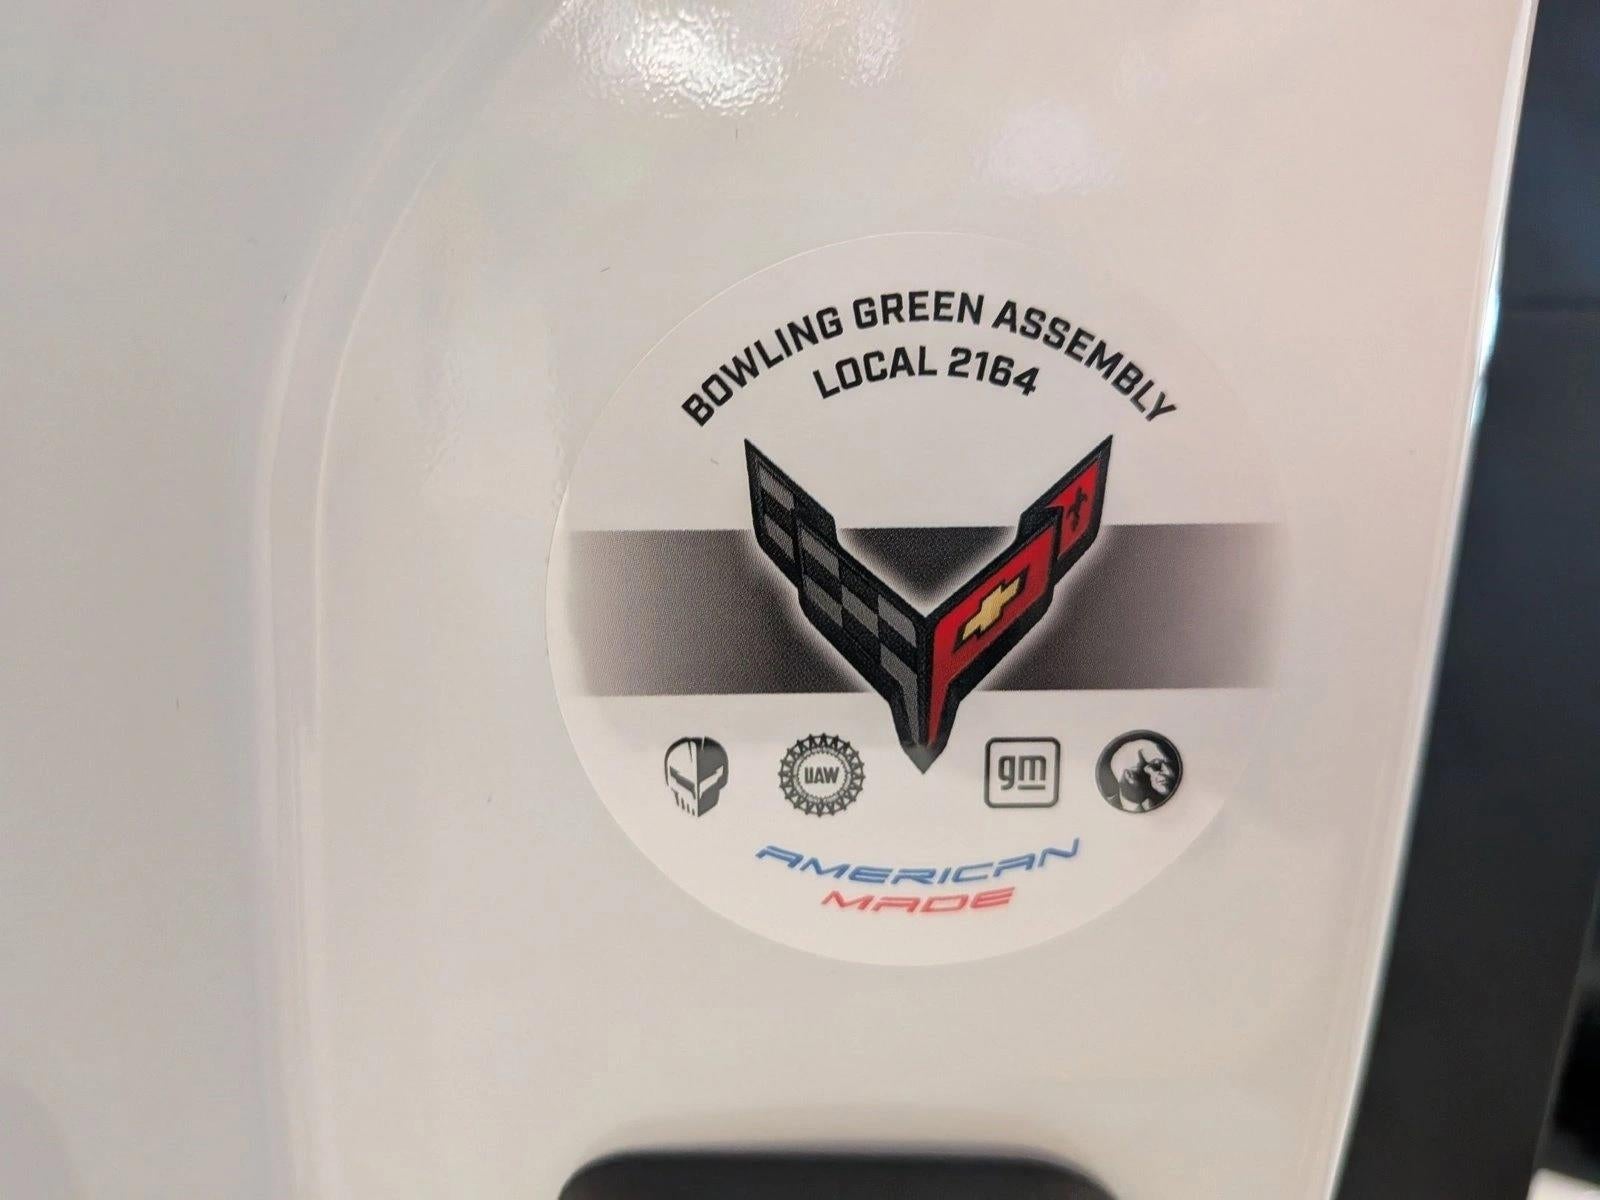 BOWLING GREEN ASSEMBLY
LOCAL 2164
UAW
gm
AMERICAN
MADE